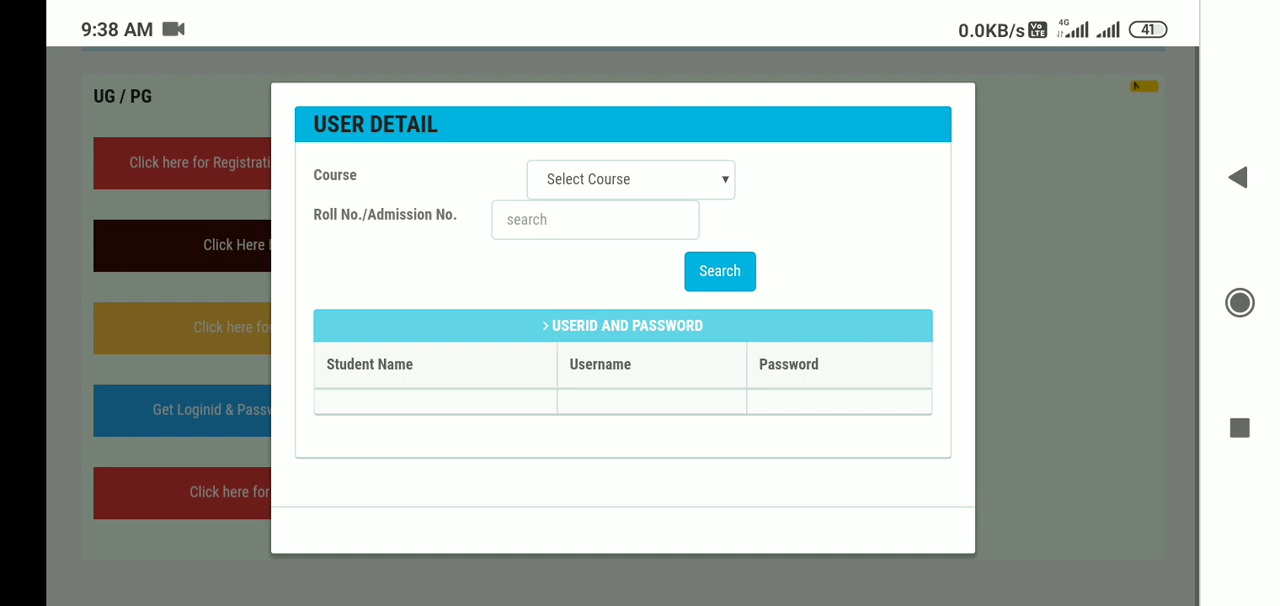 9:38 AM
0.0KB/s Vo LTE 4G 41
UG / PG
Click here for Registrati
Click Here
Click here fo
Get Loginid & Passw
Click here for
USER DETAIL
Course
Select Course
Roll No./Admission No.
search
Search
> USERID AND PASSWORD
Student Name Username Password